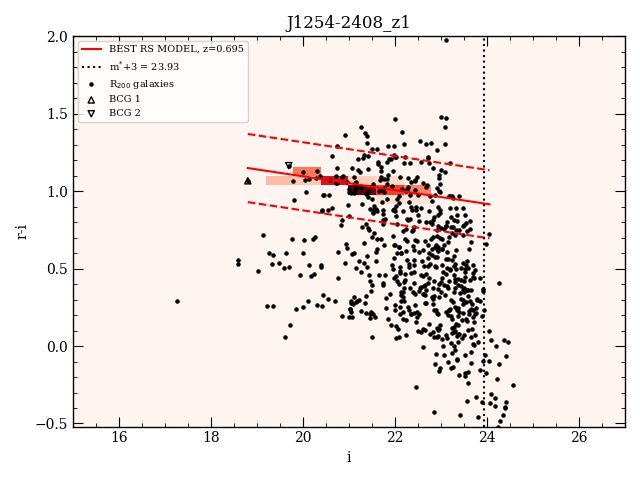 J1254-2408_z1
BEST RS MODEL, z=0.695
m*+3 = 23.93
R200 galaxies
BCG 1
BCG 2
2.0
1.5
1.0
0.5
0.0
−0.5
r-i
16 18 20 22 24 26
i